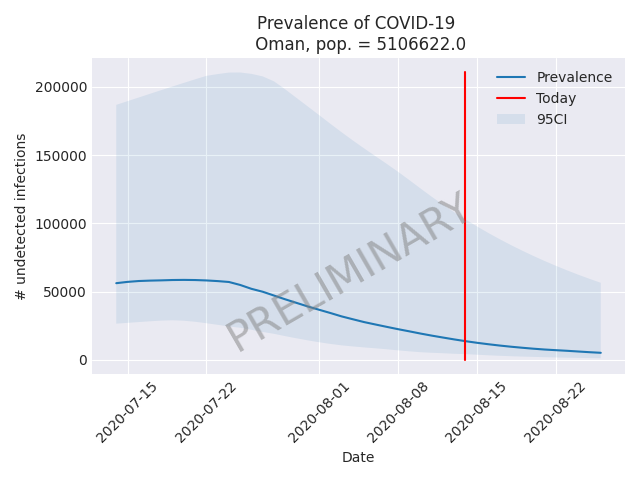 Prevalence of COVID-19
Oman, pop. = 5106622.0
Prevalence
Today
95CI
# undetected infections
200000
150000
100000
50000
0
PRELIMINARY
2020-07-15
2020-07-22
2020-08-01
2020-08-08
2020-08-15
2020-08-22
Date